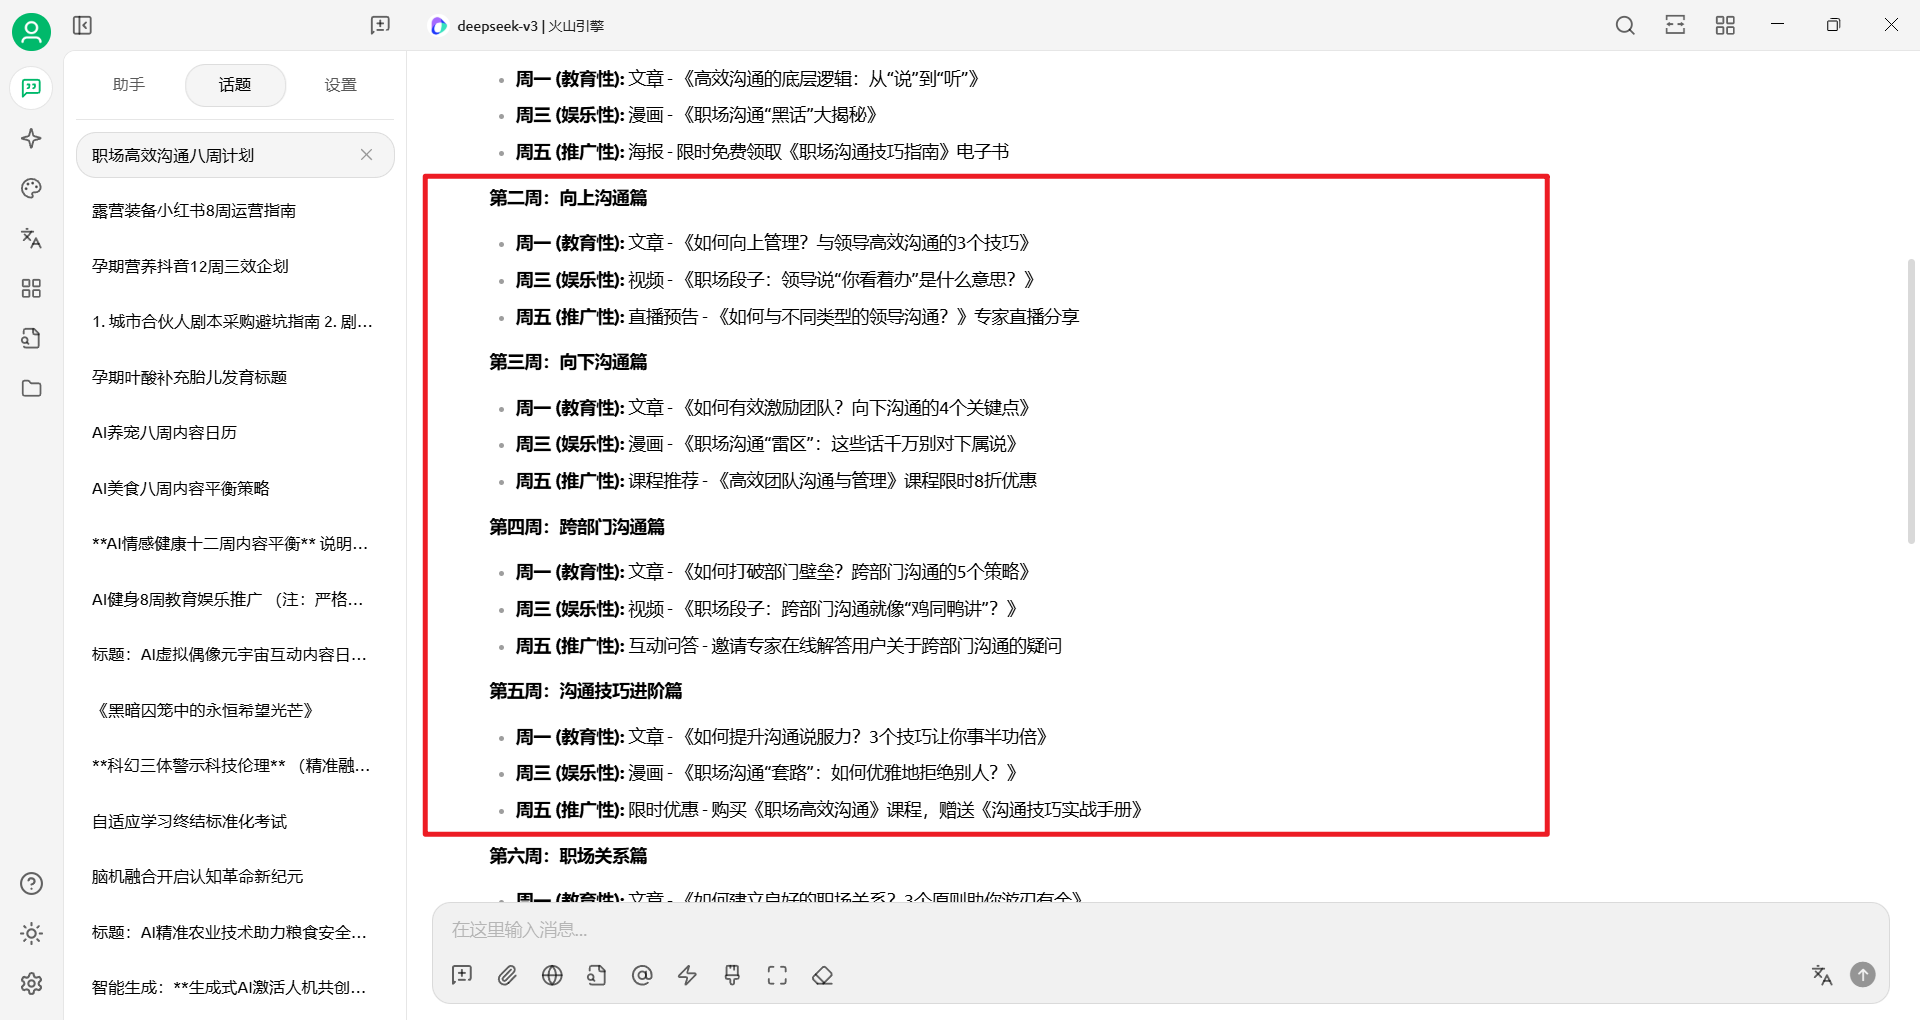 deepseek-v3 | 火山引擎
助手
话题
设置
职场高效沟通八周计划
露营装备小红书8周运营指南
孕期营养抖音12周三效企划
1. 城市合伙人剧本采购避坑指南 2. 剧...
孕期叶酸补充胎儿发育标题
AI养宠八周内容日历
AI美食八周内容平衡策略
**AI情感健康十二周内容平衡** 说明...
AI健身8周教育娱乐推广 （注：严格...
标题：AI虚拟偶像元宇宙互动内容日...
《黑暗囚笼中的永恒希望光芒》
**科幻三体警示科技伦理** （精准融...
自适应学习终结标准化考试
脑机融合开启认知革命新纪元
标题：AI精准农业技术助力粮食安全...
智能生成：**生成式AI激活人机共创...
周一 (教育性): 文章 - 《高效沟通的底层逻辑：从“说”到“听”》
周三 (娱乐性): 漫画 - 《职场沟通“黑话”大揭秘》
周五 (推广性): 海报 - 限时免费领取《职场沟通技巧指南》电子书
第二周：向上沟通篇
周一 (教育性): 文章 - 《如何向上管理？与领导高效沟通的3个技巧》
周三 (娱乐性): 视频 - 《职场段子：领导说“你看着办”是什么意思？》
周五 (推广性): 直播预告 - 《如何与不同类型的领导沟通？》专家直播分享
第三周：向下沟通篇
周一 (教育性): 文章 - 《如何有效激励团队？向下沟通的4个关键点》
周三 (娱乐性): 漫画 - 《职场沟通“雷区”：这些话千万别对下属说》
周五 (推广性): 课程推荐 - 《高效团队沟通与管理》课程限时8折优惠
第四周：跨部门沟通篇
周一 (教育性): 文章 - 《如何打破部门壁垒？跨部门沟通的5个策略》
周三 (娱乐性): 视频 - 《职场段子：跨部门沟通就像“鸡同鸭讲”？》
周五 (推广性): 互动问答 - 邀请专家在线解答用户关于跨部门沟通的疑问
第五周：沟通技巧进阶篇
周一 (教育性): 文章 - 《如何提升沟通说服力？3个技巧让你事半功倍》
周三 (娱乐性): 漫画 - 《职场沟通“套路”：如何优雅地拒绝别人？》
周五 (推广性): 限时优惠 - 购买《职场高效沟通》课程，赠送《沟通技巧实战手册》
第六周：职场关系篇
周一 (教育性): 文章 - 《如何建立良好的职场关系？3个原则助你游刃有余》
在这里输入消息...